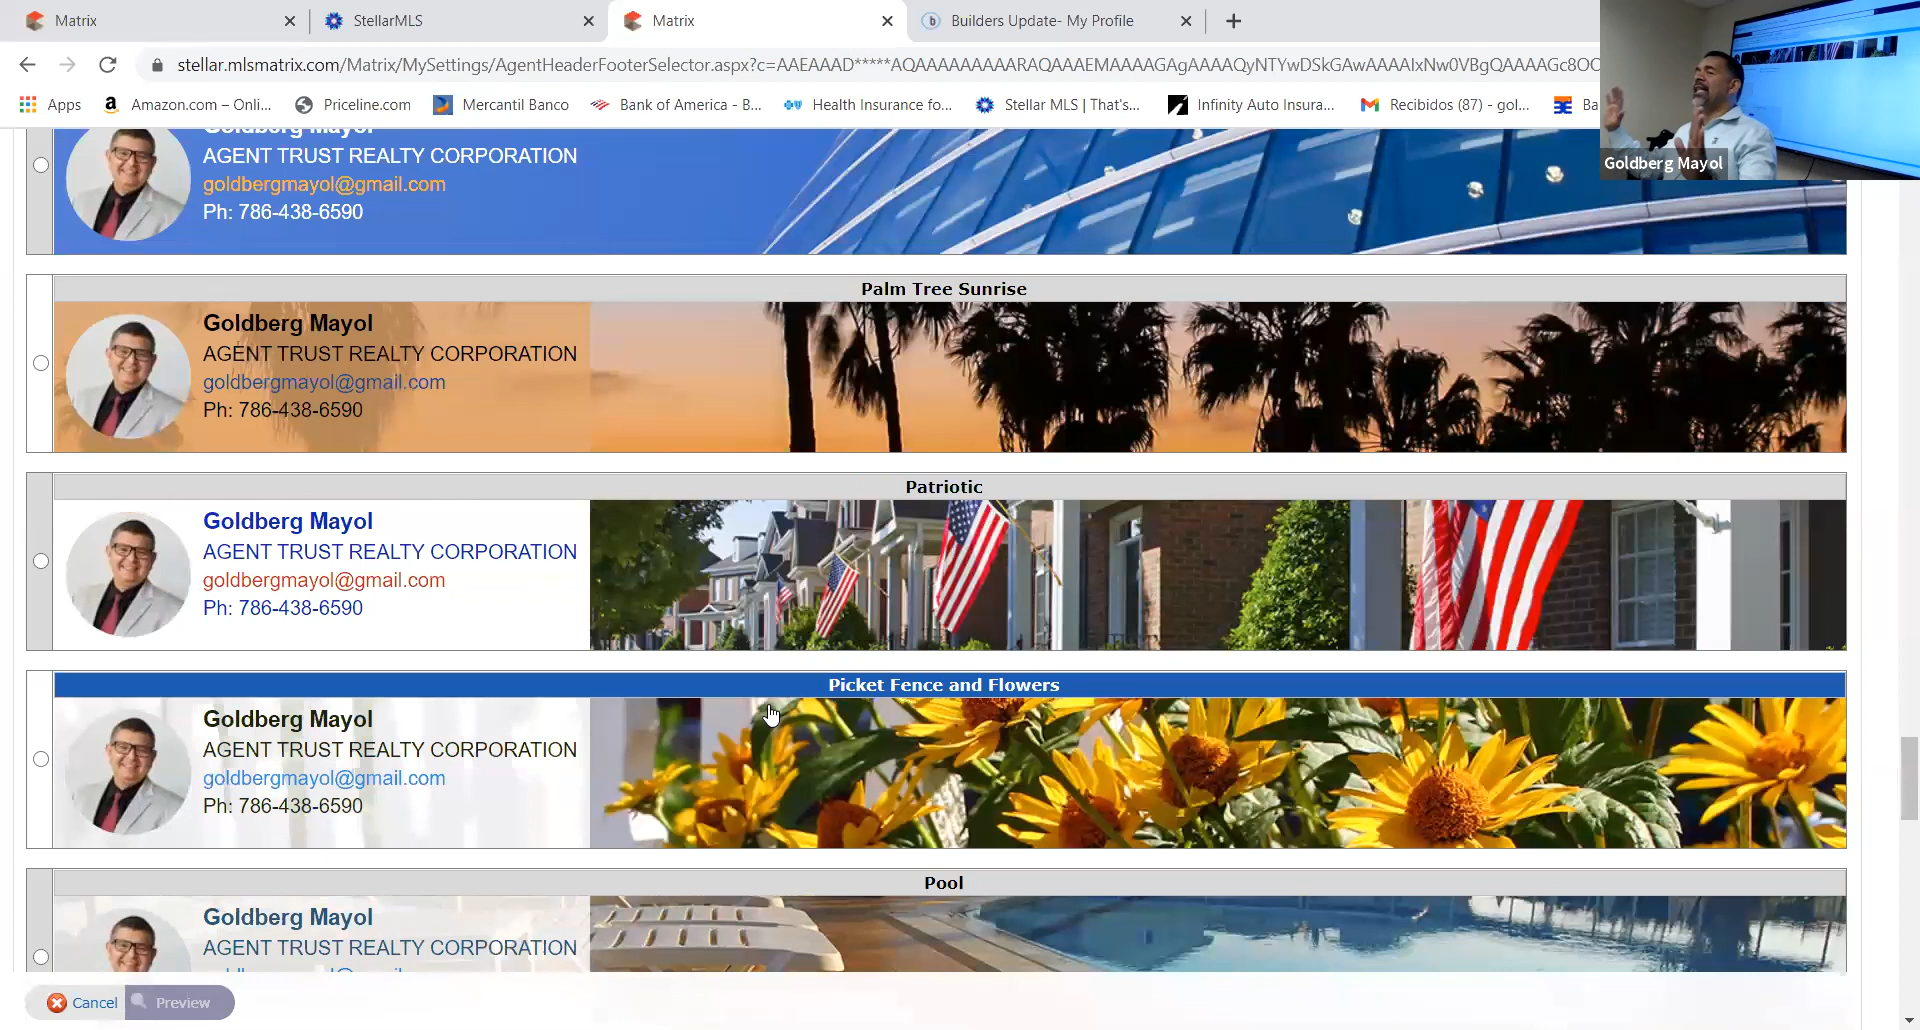 Matrix
StellarMLS
Matrix
Builders Update- My Profile
stellar.mlsmatrix.com/Matrix/MySettings/AgentHeaderFooterSelector.aspx?c=AAEAAAD*****AQAAAAAAAAARAQAAAEMAAAAGAgAAAAQyNTYwDSkGAwAAAAIxNw0VBgQAAAAGc8OO
Apps
Amazon.com – Onli...
Priceline.com
Mercantil Banco
Bank of America - B...
Health Insurance fo...
Stellar MLS | That's...
Infinity Auto Insura...
Recibidos (87) - gol...
Ba
Goldberg Mayol
Goldberg Mayol
AGENT TRUST REALTY CORPORATION
goldbergmayol@gmail.com
Ph: 786-438-6590
Palm Tree Sunrise
Goldberg Mayol
AGENT TRUST REALTY CORPORATION
goldbergmayol@gmail.com
Ph: 786-438-6590
Patriotic
Goldberg Mayol
AGENT TRUST REALTY CORPORATION
goldbergmayol@gmail.com
Ph: 786-438-6590
Picket Fence and Flowers
Goldberg Mayol
AGENT TRUST REALTY CORPORATION
goldbergmayol@gmail.com
Ph: 786-438-6590
Pool
Goldberg Mayol
AGENT TRUST REALTY CORPORATION
Cancel
Preview